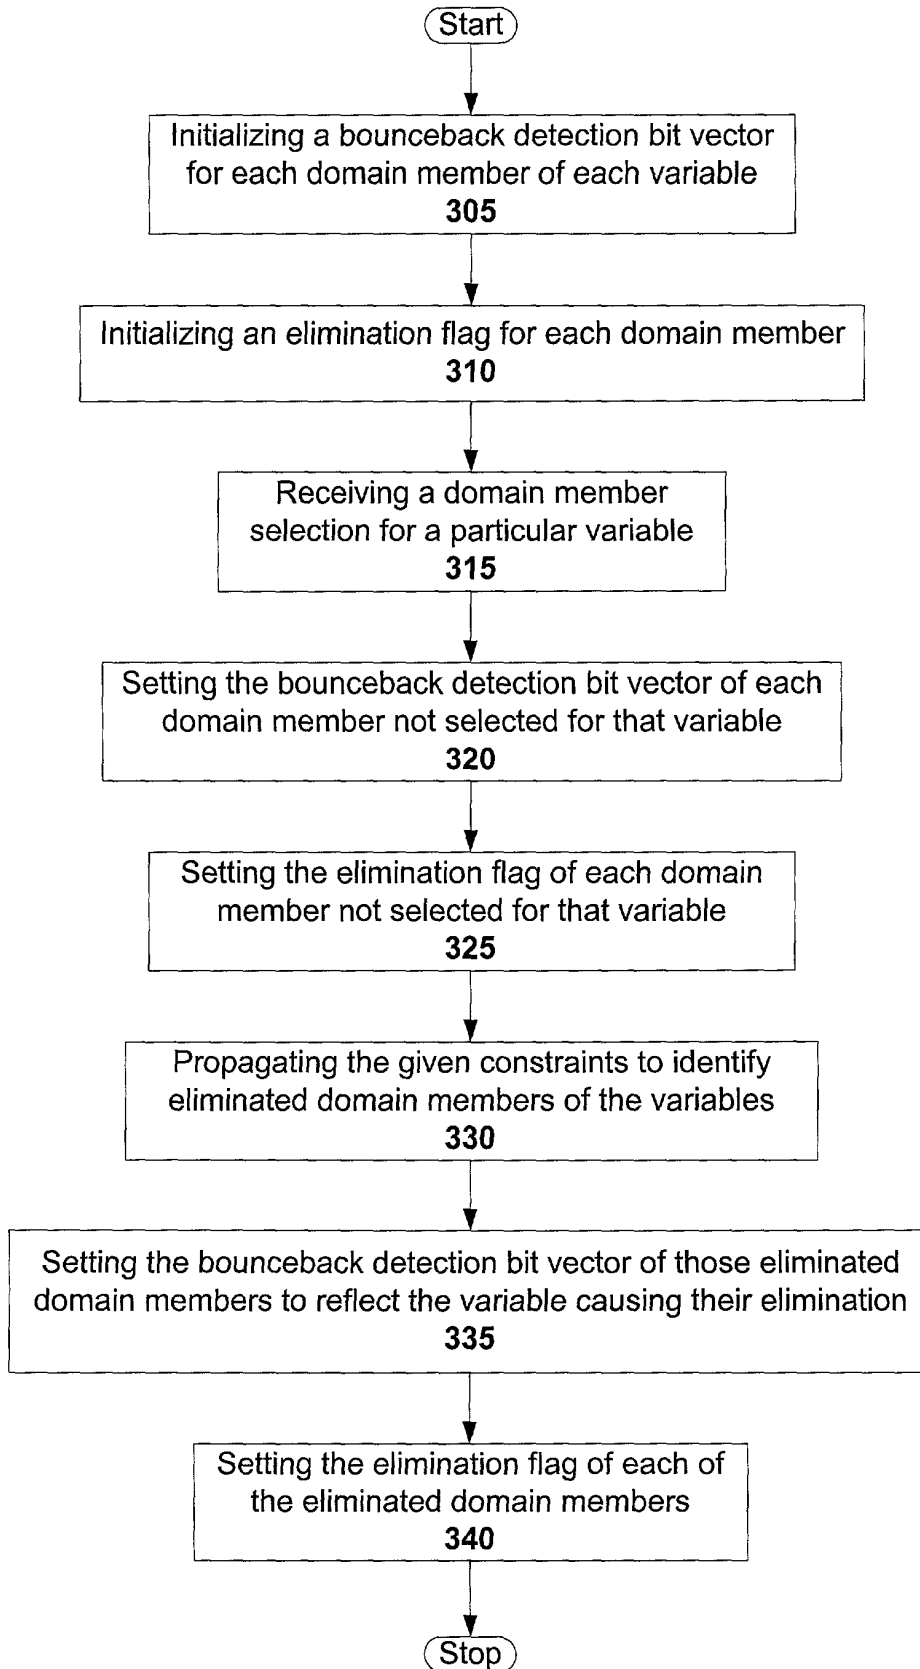 Start
Initializing a bounceback detection bit vector
for each domain member of each variable
305
Initializing an elimination flag for each domain member
310
Receiving a domain member
selection for a particular variable
315
Setting the bounceback detection bit vector of each
domain member not selected for that variable
320
Setting the elimination flag of each domain
member not selected for that variable
325
Propagating the given constraints to identify
eliminated domain members of the variables
330
Setting the bounceback detection bit vector of those eliminated
domain members to reflect the variable causing their elimination
335
Setting the elimination flag of each of
the eliminated domain members
340
Stop